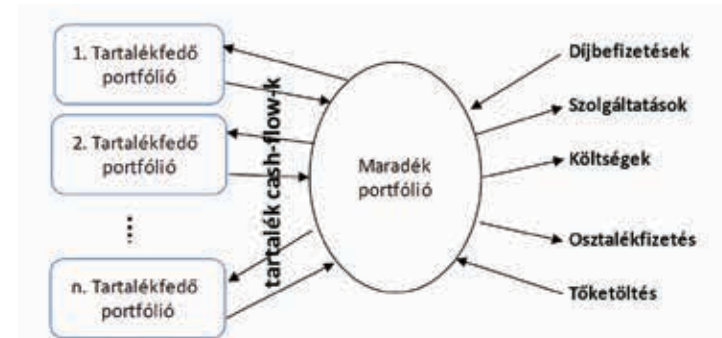 1. Tartalékfedő
portfólió
2. Tartalékfedő
portfólió
n. Tartalékfedő
portfólió
tartalék cash-flow-k
Maradék
portfólió
Díjbefizetések
Szolgáltatások
Költségek
Osztalékfizetés
Tőketöltés